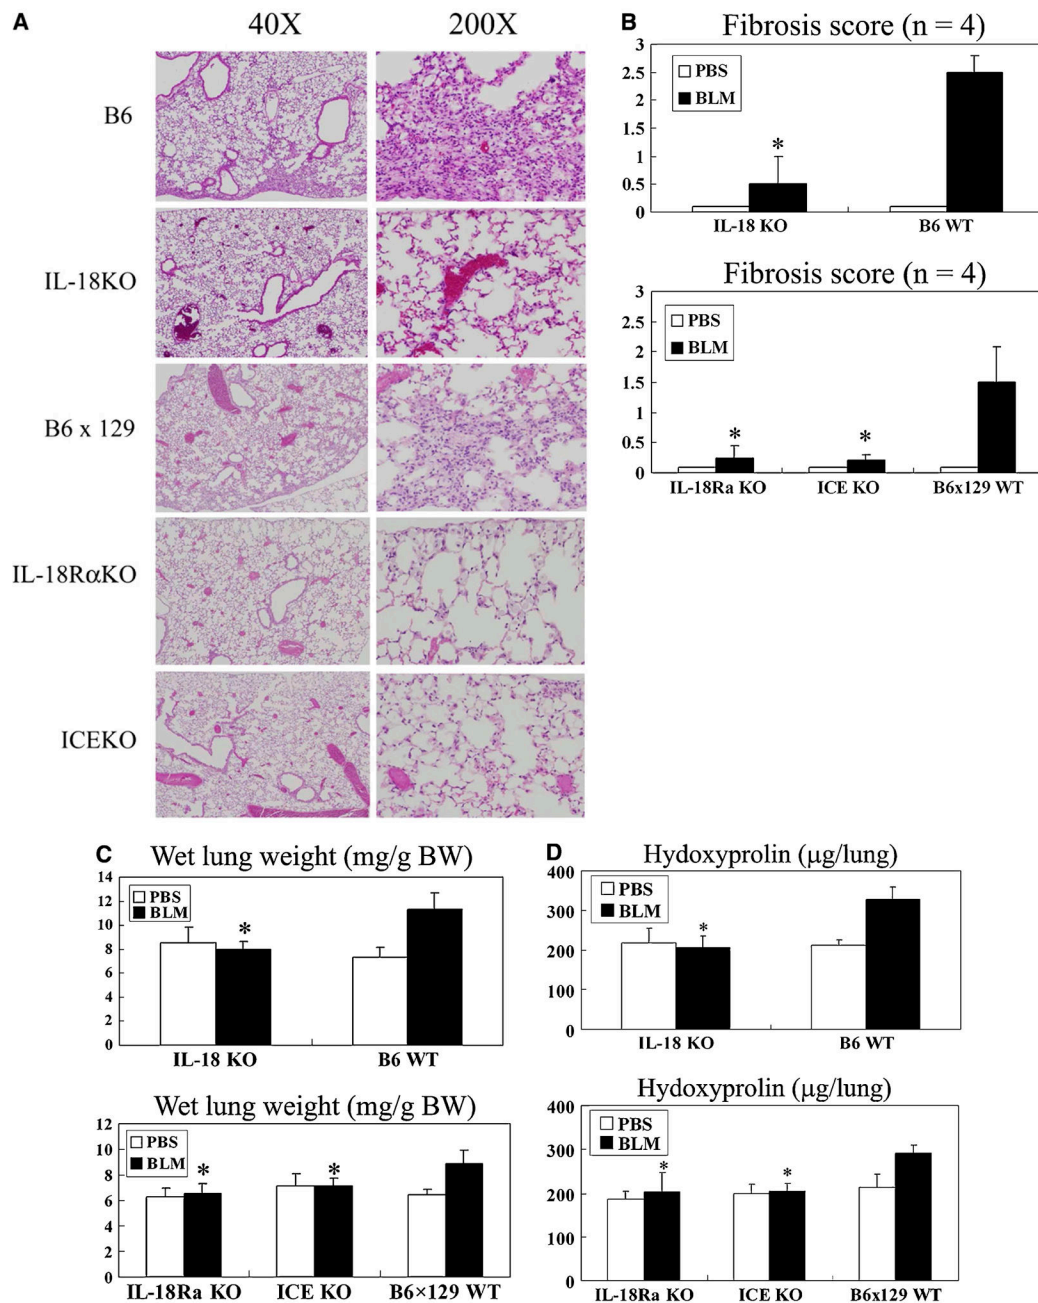 A
40X 200X
B6
IL-18KO
B6 x 129
IL-18RαKO
ICEKO
B
Fibrosis score (n = 4)
3
2.5
2
1.5
1
0.5
0
PBS
BLM
*
IL-18 KO B6 WT
Fibrosis score (n = 4)
3
2.5
2
1.5
1
0.5
0
PBS
BLM
* *
IL-18Ra KO ICE KO B6x129 WT
C
Wet lung weight (mg/g BW)
14
12
10
8
6
4
2
0
PBS
BLM
*
IL-18 KO B6 WT
Wet lung weight (mg/g BW)
12
10
8
6
4
2
0
PBS
BLM
* *
IL-18Ra KO ICE KO B6×129 WT
D
Hydoxyprolin (μg/lung)
400
300
200
100
0
PBS
BLM
*
IL-18 KO B6 WT
Hydoxyprolin (μg/lung)
400
300
200
100
0
PBS
BLM
* *
IL-18Ra KO ICE KO B6x129 WT